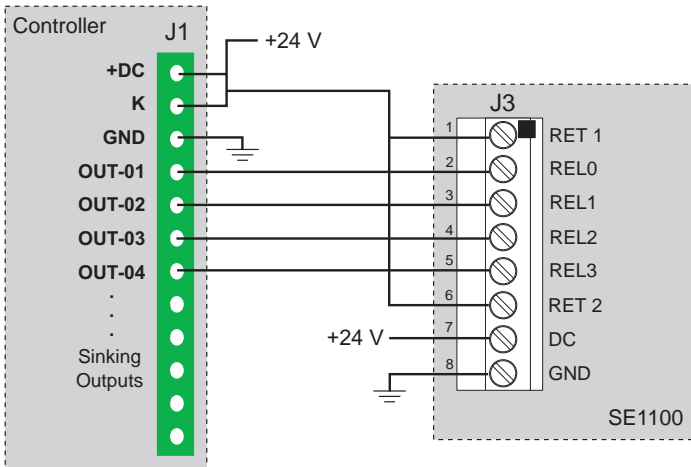 Controller
J1
+24 V
+DC
K
GND
OUT-01
OUT-02
OUT-03
OUT-04
.
.
.
Sinking
Outputs
J3
1 RET 1
2 REL0
3 REL1
4 REL2
5 REL3
6 RET 2
+24 V 7 DC
8 GND
SE1100